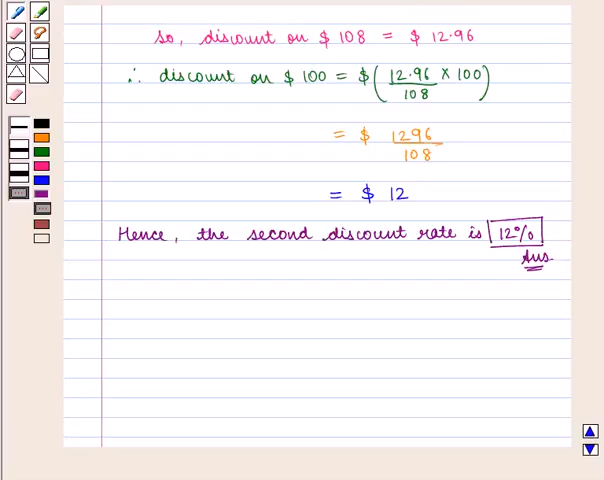 So, discount on $ 108 = $ 12.96
∴ discount on $ 100 = $ ( 12.96 / 108 × 100 )
= $ 1296 / 108
= $ 12
Hence, the second discount rate is 12%
Ans.